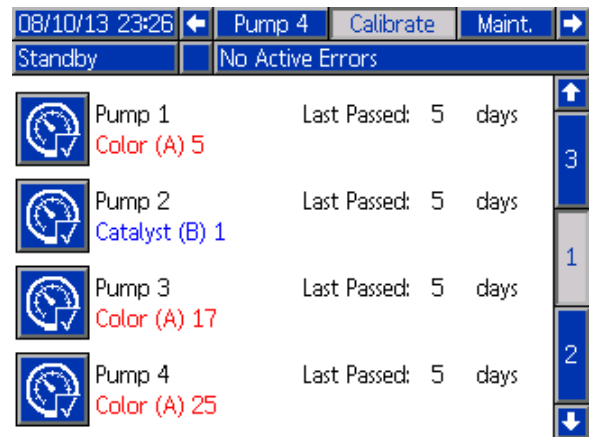 08/10/13 23:26 Pump 4 Calibrate Maint.
Standby No Active Errors
Pump 1 Last Passed: 5 days
Color (A) 5
3
Pump 2 Last Passed: 5 days
Catalyst (B) 1
1
Pump 3 Last Passed: 5 days
Color (A) 17
2
Pump 4 Last Passed: 5 days
Color (A) 25